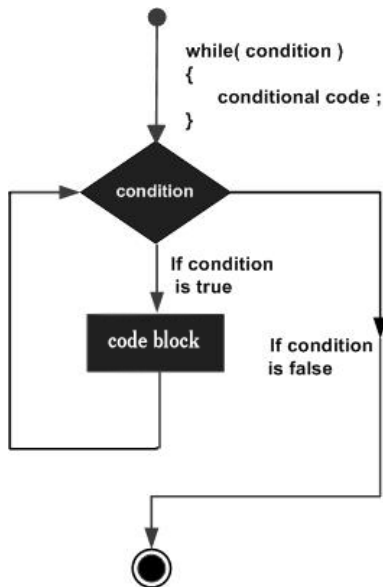 while( condition )
{
conditional code ;
}
condition
If condition
is true
code block
If condition
is false